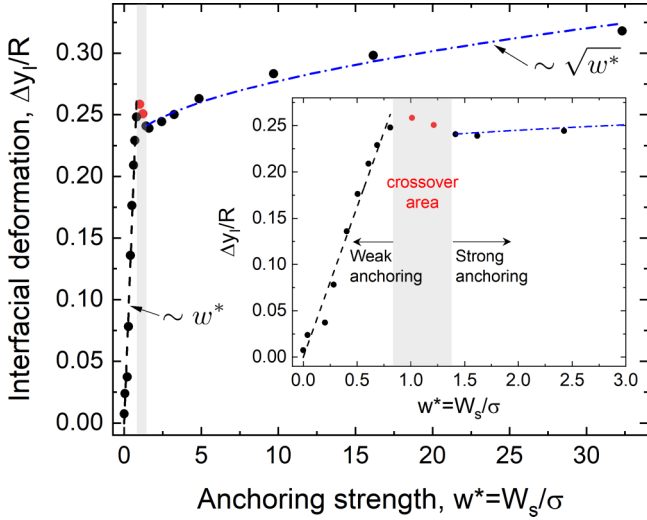 Interfacial deformation, Δy_I/R
0.30
0.25
0.20
0.15
0.10
0.05
0.00
∼ √w*
∼ w*
0 5 10 15 20 25 30
Anchoring strength, w*=W_s/σ
Δy_I/R
0.25
0.20
0.15
0.10
0.05
0.00
crossover
area
Weak
anchoring
Strong
anchoring
0.0 0.5 1.0 1.5 2.0 2.5 3.0
w*=W_s/σ